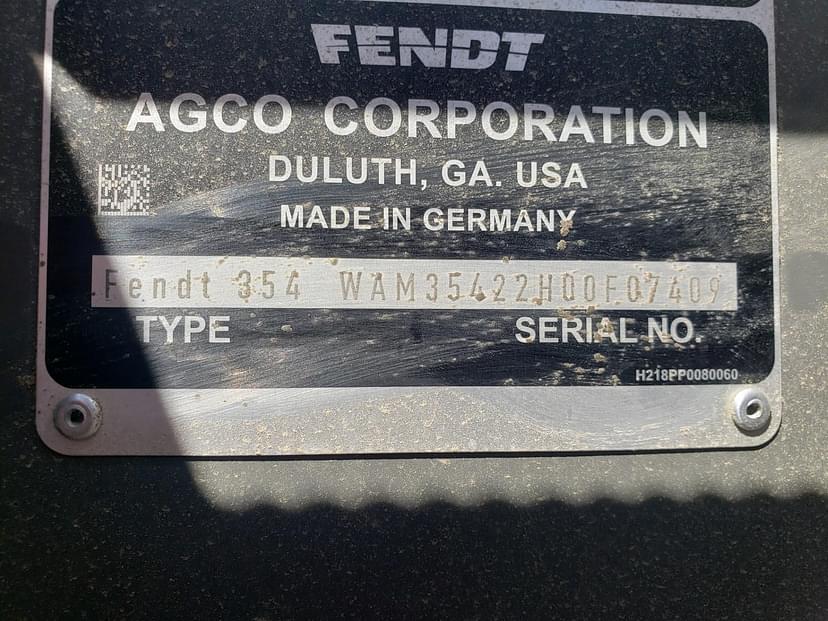 FENDT
AGCO CORPORATION
DULUTH, GA. USA
MADE IN GERMANY
Fendt 354 WAM35422H00F07409
TYPE SERIAL NO.
H218PP0080060